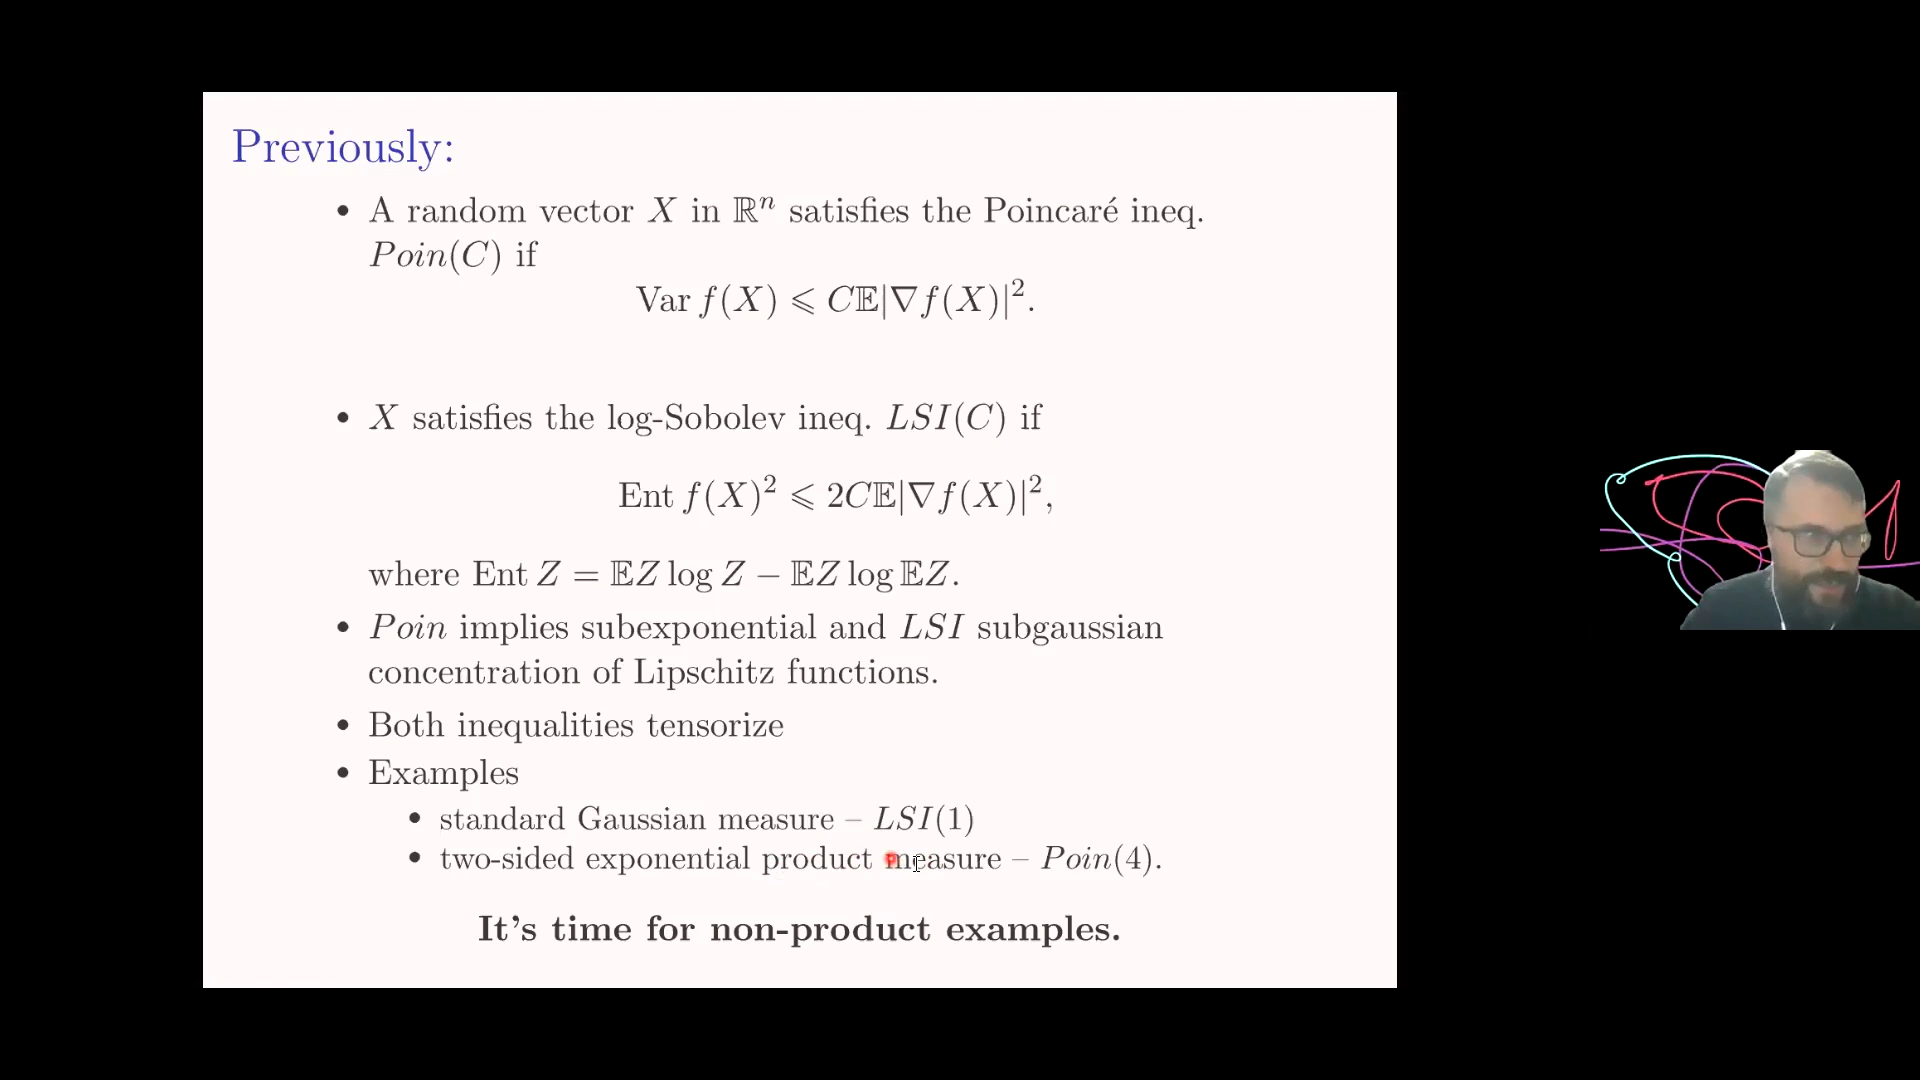 Previously:
• A random vector X in ℝⁿ satisfies the Poincaré ineq.
Poin(C) if
Var f(X) ⩽ C𝔼|∇f(X)|².
• X satisfies the log-Sobolev ineq. LSI(C) if
Ent f(X)² ⩽ 2C𝔼|∇f(X)|²,
where Ent Z = 𝔼Z log Z − 𝔼Z log 𝔼Z.
• Poin implies subexponential and LSI subgaussian
concentration of Lipschitz functions.
• Both inequalities tensorize
• Examples
• standard Gaussian measure – LSI(1)
• two-sided exponential product measure – Poin(4).
It's time for non-product examples.